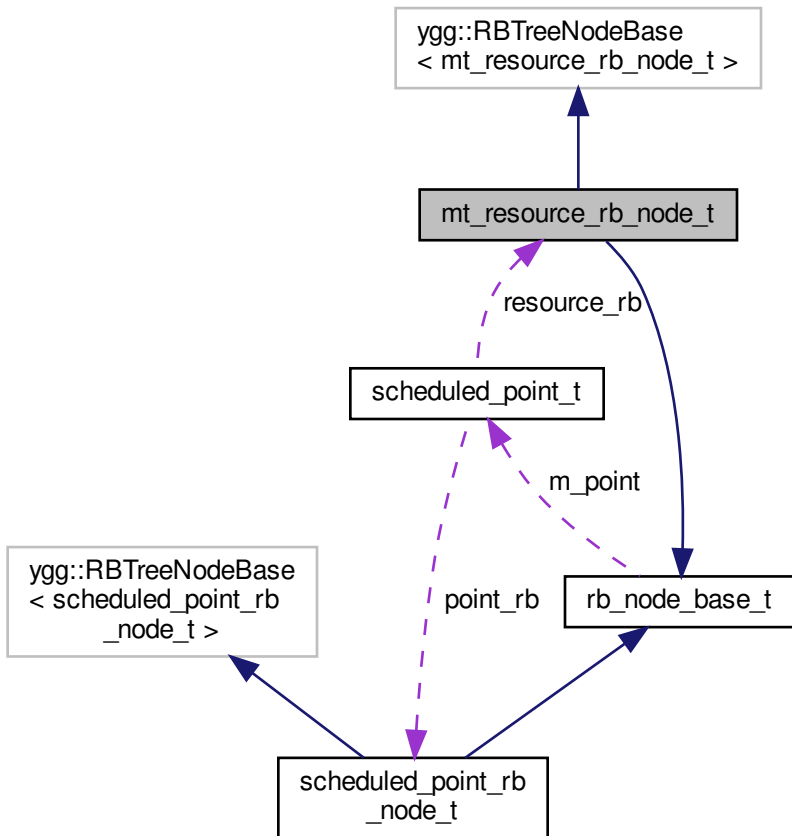 ygg::RBTreeNodeBase
< mt_resource_rb_node_t >
mt_resource_rb_node_t
resource_rb
scheduled_point_t
m_point
ygg::RBTreeNodeBase
< scheduled_point_rb
_node_t >
point_rb
rb_node_base_t
scheduled_point_rb
_node_t